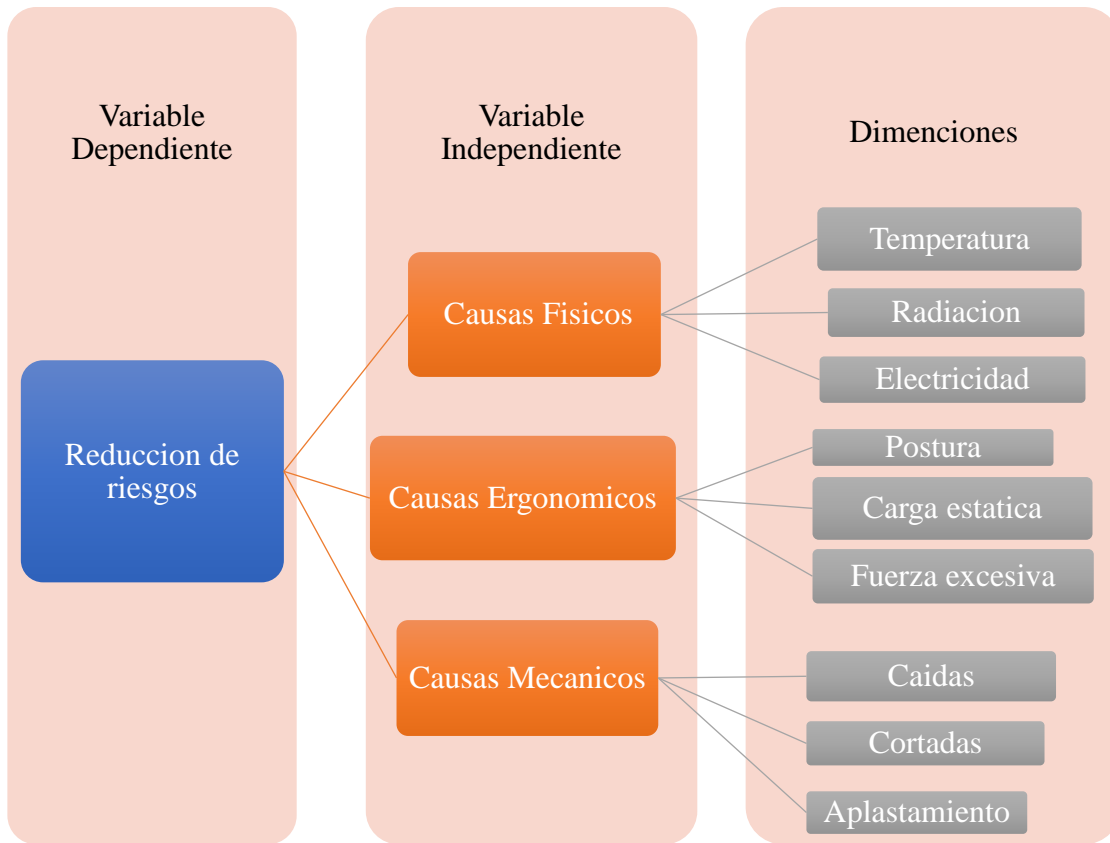 Variable
Dependiente
Variable
Independiente
Dimenciones
Reduccion de
riesgos
Causas Fisicos
Temperatura
Radiacion
Electricidad
Causas Ergonomicos
Postura
Carga estatica
Fuerza excesiva
Causas Mecanicos
Caidas
Cortadas
Aplastamiento